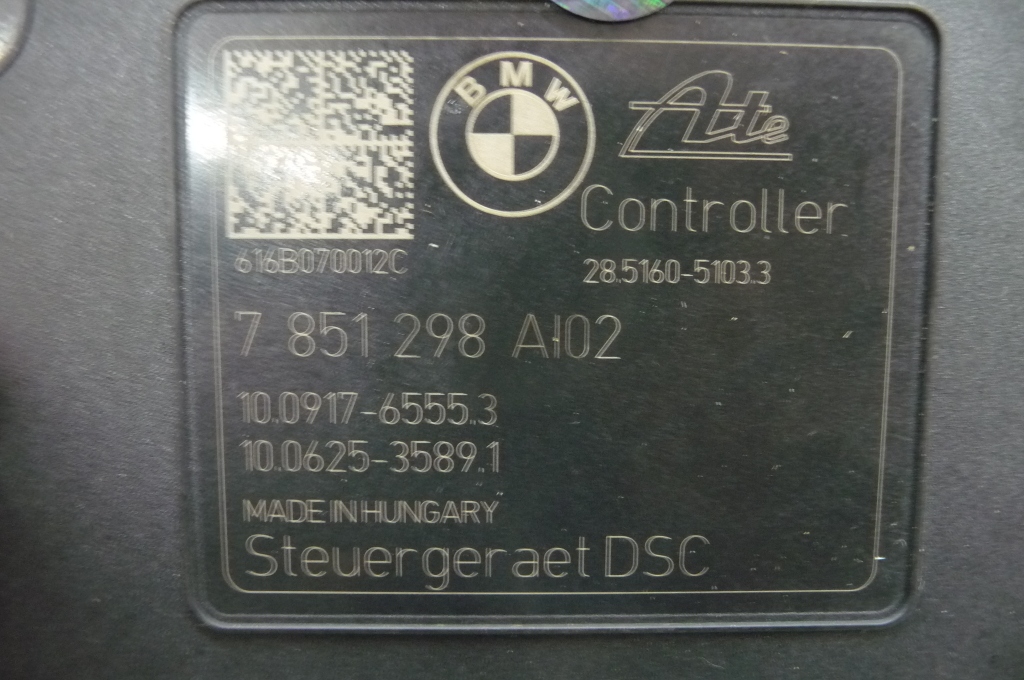 BMW
Ate
Controller
616B070012C
28.5160-5103.3
7 851 298 AI02
10.0917-6555.3
10.0625-3589.1
MADE IN HUNGARY
Steuergeraet DSC